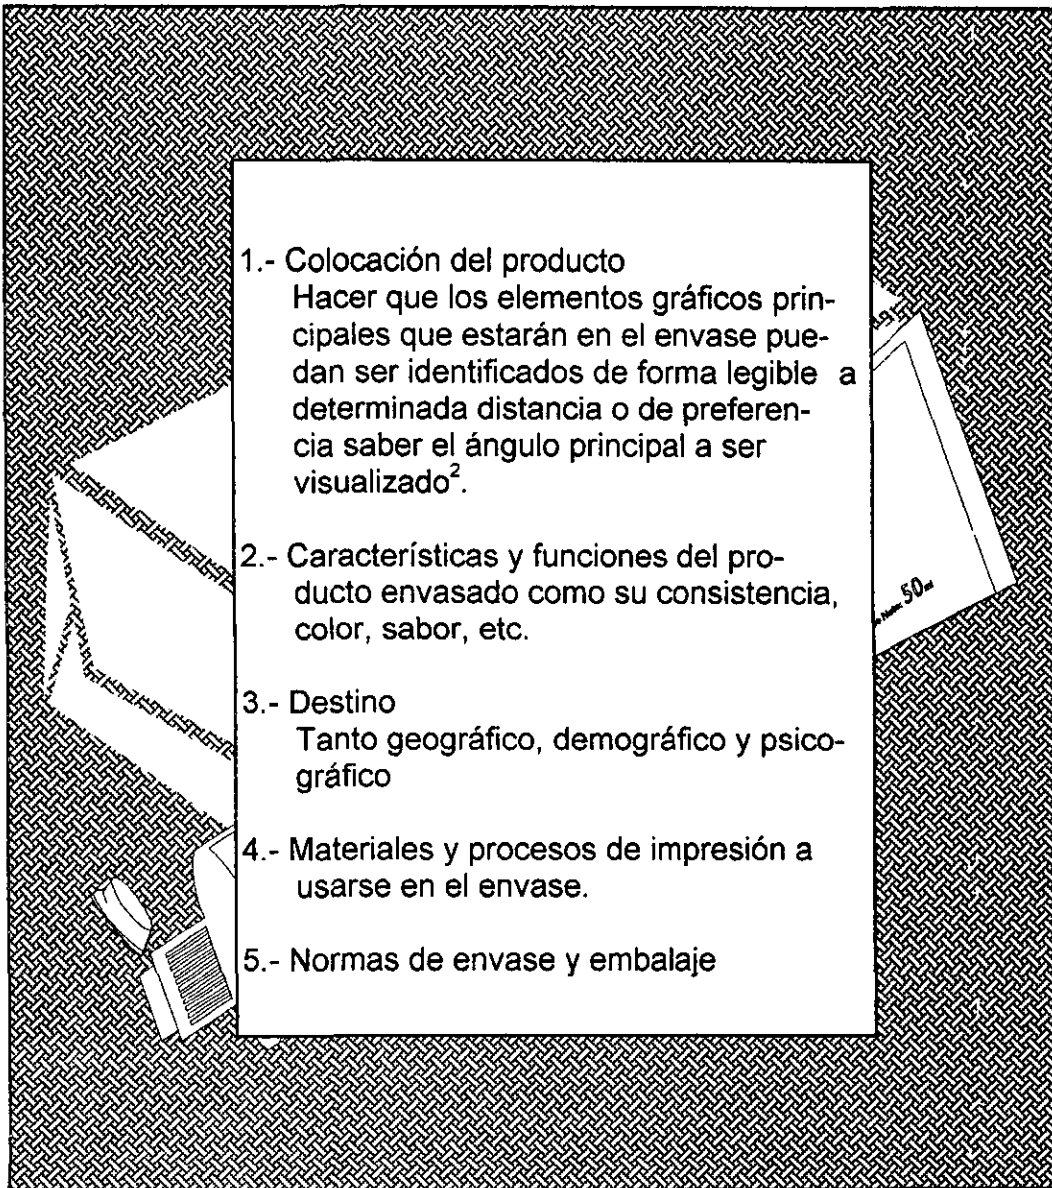 1.- Colocación del producto
Hacer que los elementos gráficos prin-
cipales que estarán en el envase pue-
dan ser identificados de forma legible a
determinada distancia o de preferen-
cia saber el ángulo principal a ser
visualizado².
2.- Características y funciones del pro-
ducto envasado como su consistencia,
color, sabor, etc.
3.- Destino
Tanto geográfico, demográfico y psico-
gráfico
4.- Materiales y procesos de impresión a
usarse en el envase.
5.- Normas de envase y embalaje
50